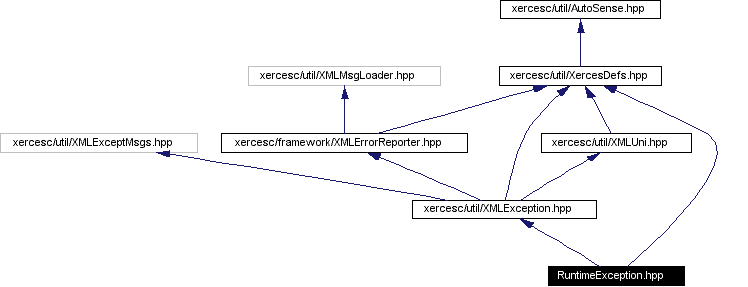 xercesc/util/AutoSense.hpp
xercesc/util/XMLMsgLoader.hpp
xercesc/util/XercesDefs.hpp
xercesc/util/XMLExceptMsgs.hpp
xercesc/framework/XMLErrorReporter.hpp
xercesc/util/XMLUni.hpp
xercesc/util/XMLException.hpp
RuntimeException.hpp